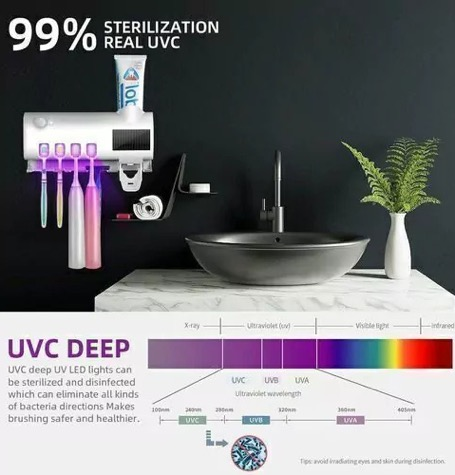 99% STERILIZATION
REAL UVC
X-ray
Ultraviolet (uv)
Visible light
infrared
UVC DEEP
UVC deep UV LED lights can
be sterilized and disinfected
which can eliminate all kinds
of bacteria directions Makes
brushing safer and healthier.
UVC UVB UVA
Ultraviolet wavelength
100nm 240nm 280nm 320nm 360nm 405nm
UVC UVB UVA
Tips: avoid irradiating eyes and skin during disinfection.